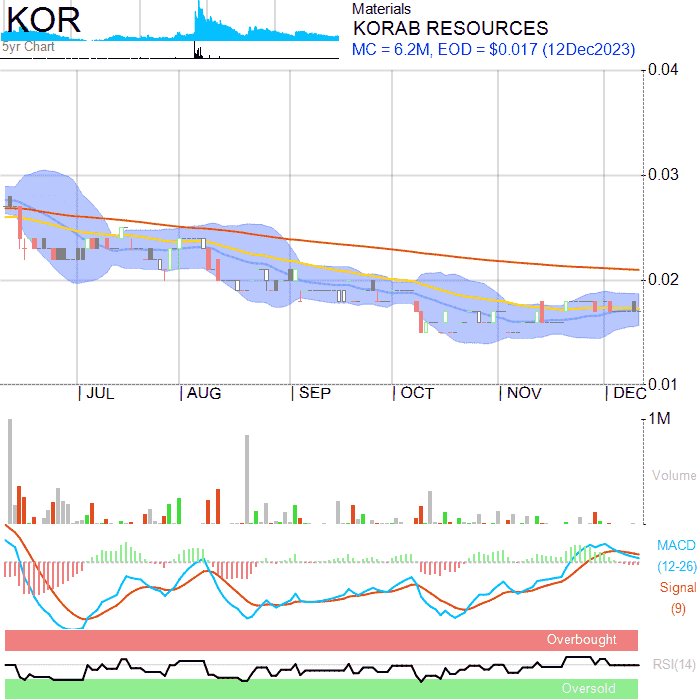 KOR
5yr Chart
Materials
KORAB RESOURCES
MC = 6.2M, EOD = $0.017 (12Dec2023)
0.04
0.03
0.02
0.01
JUL AUG SEP OCT NOV DEC
1M
Volume
MACD
(12-26)
Signal
(9)
Overbought
RSI(14)
Oversold